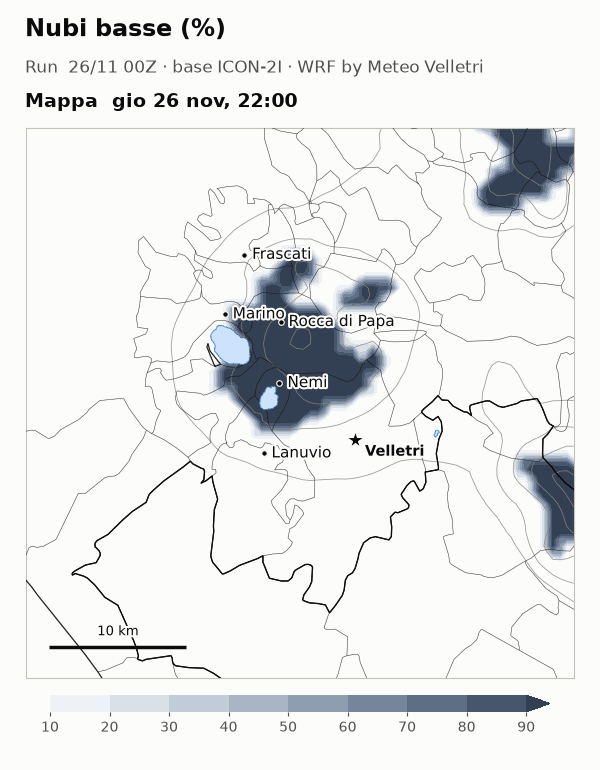 Nubi basse (%)
Run  26/11 00Z · base ICON-2I · WRF by Meteo Velletri
Mappa  gio 26 nov, 22:00
Frascati
Marino
Rocca di Papa
Nemi
Velletri
Lanuvio
10 km
10 20 30 40 50 60 70 80 90